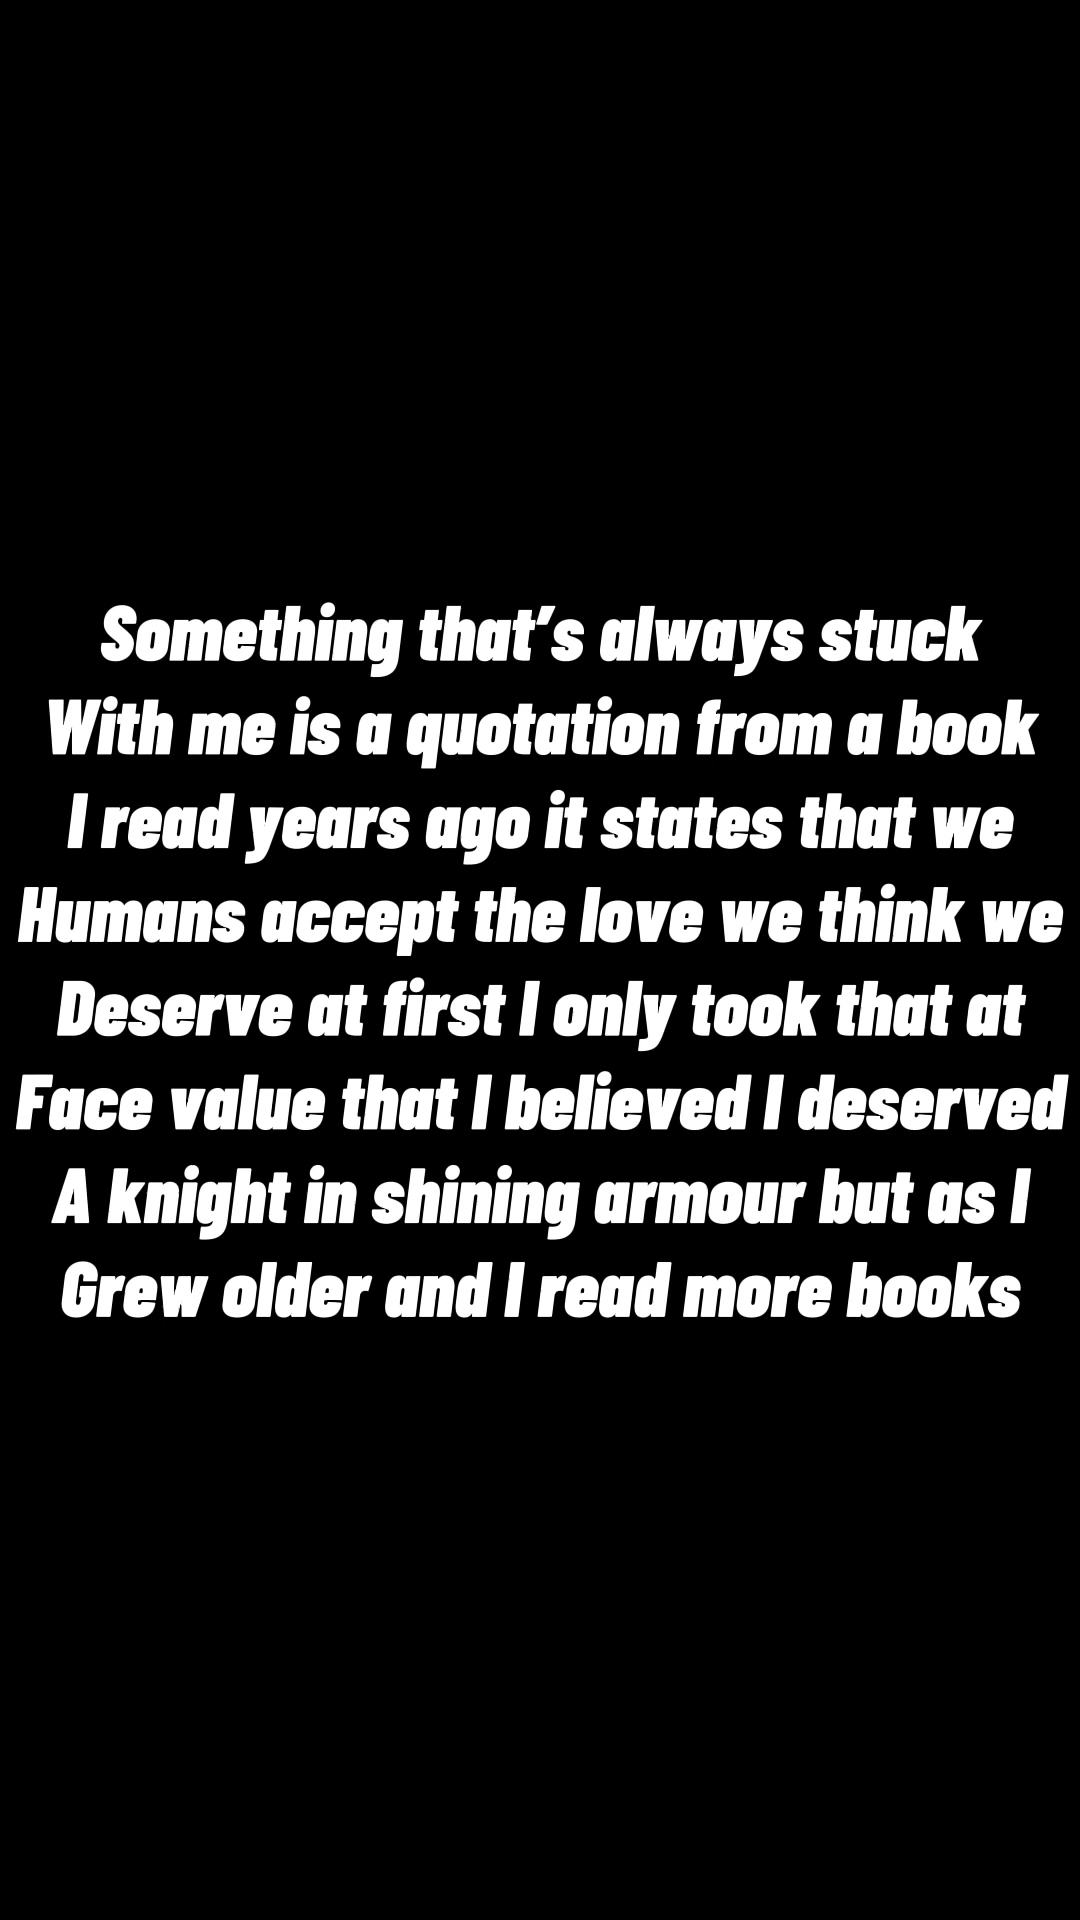 Something that’s always stuck
With me is a quotation from a book
I read years ago it states that we
Humans accept the love we think we
Deserve at first I only took that at
Face value that I believed I deserved
A knight in shining armour but as I
Grew older and I read more books